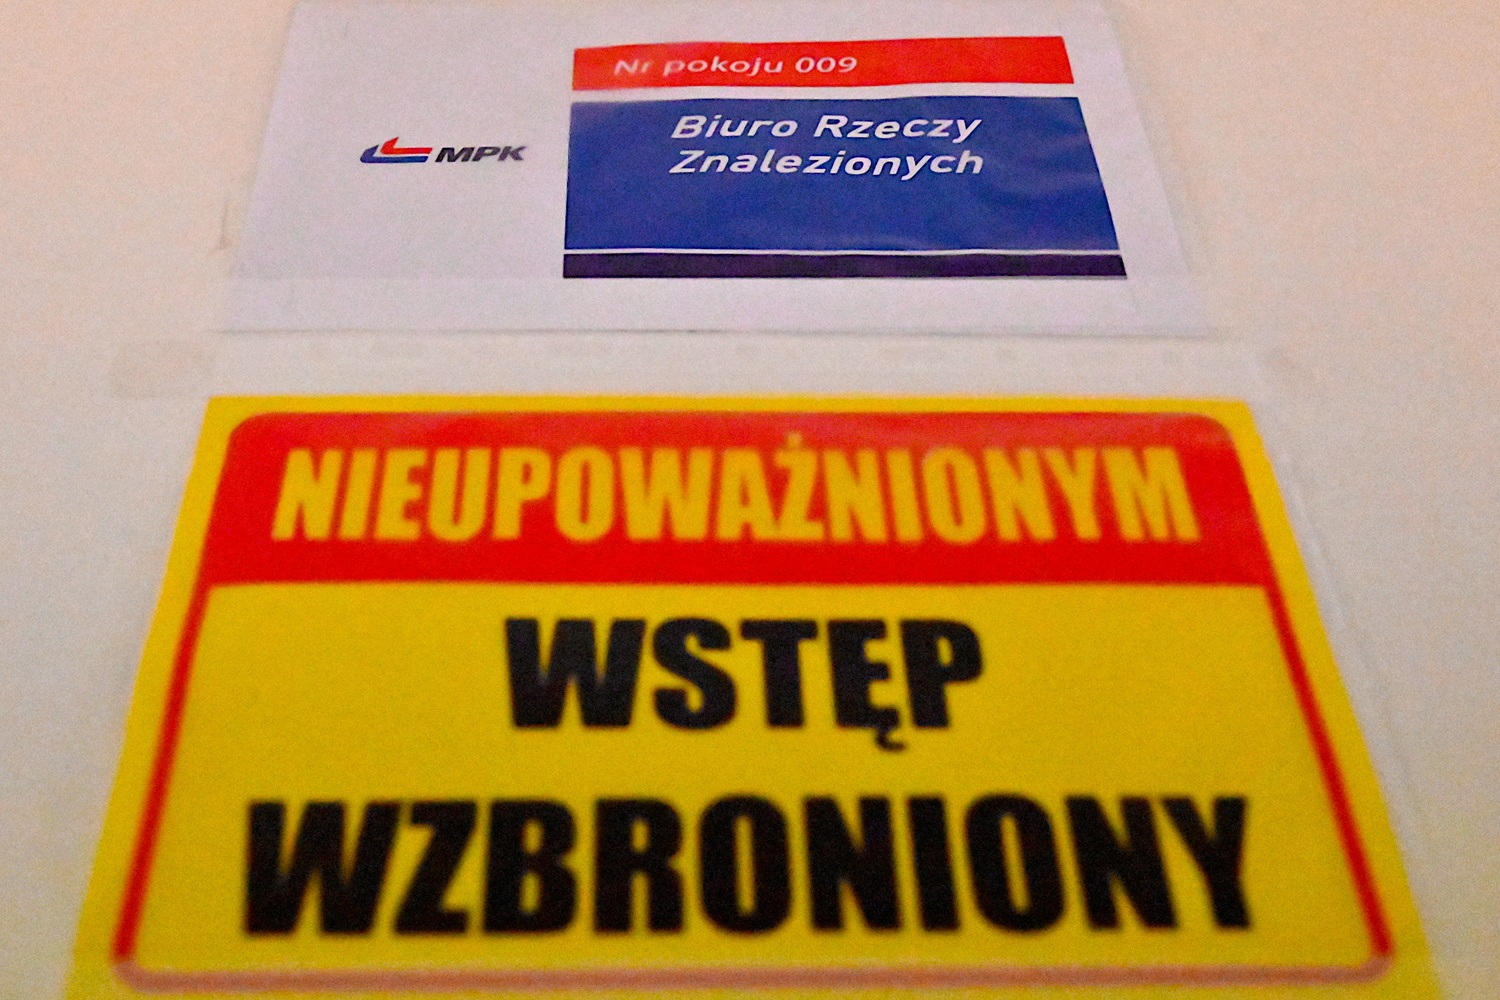 Nr pokoju 009
MPK
Biuro Rzeczy
Znalezionych
NIEUPOWAŻNIONYM
WSTĘP
WZBRONIONY